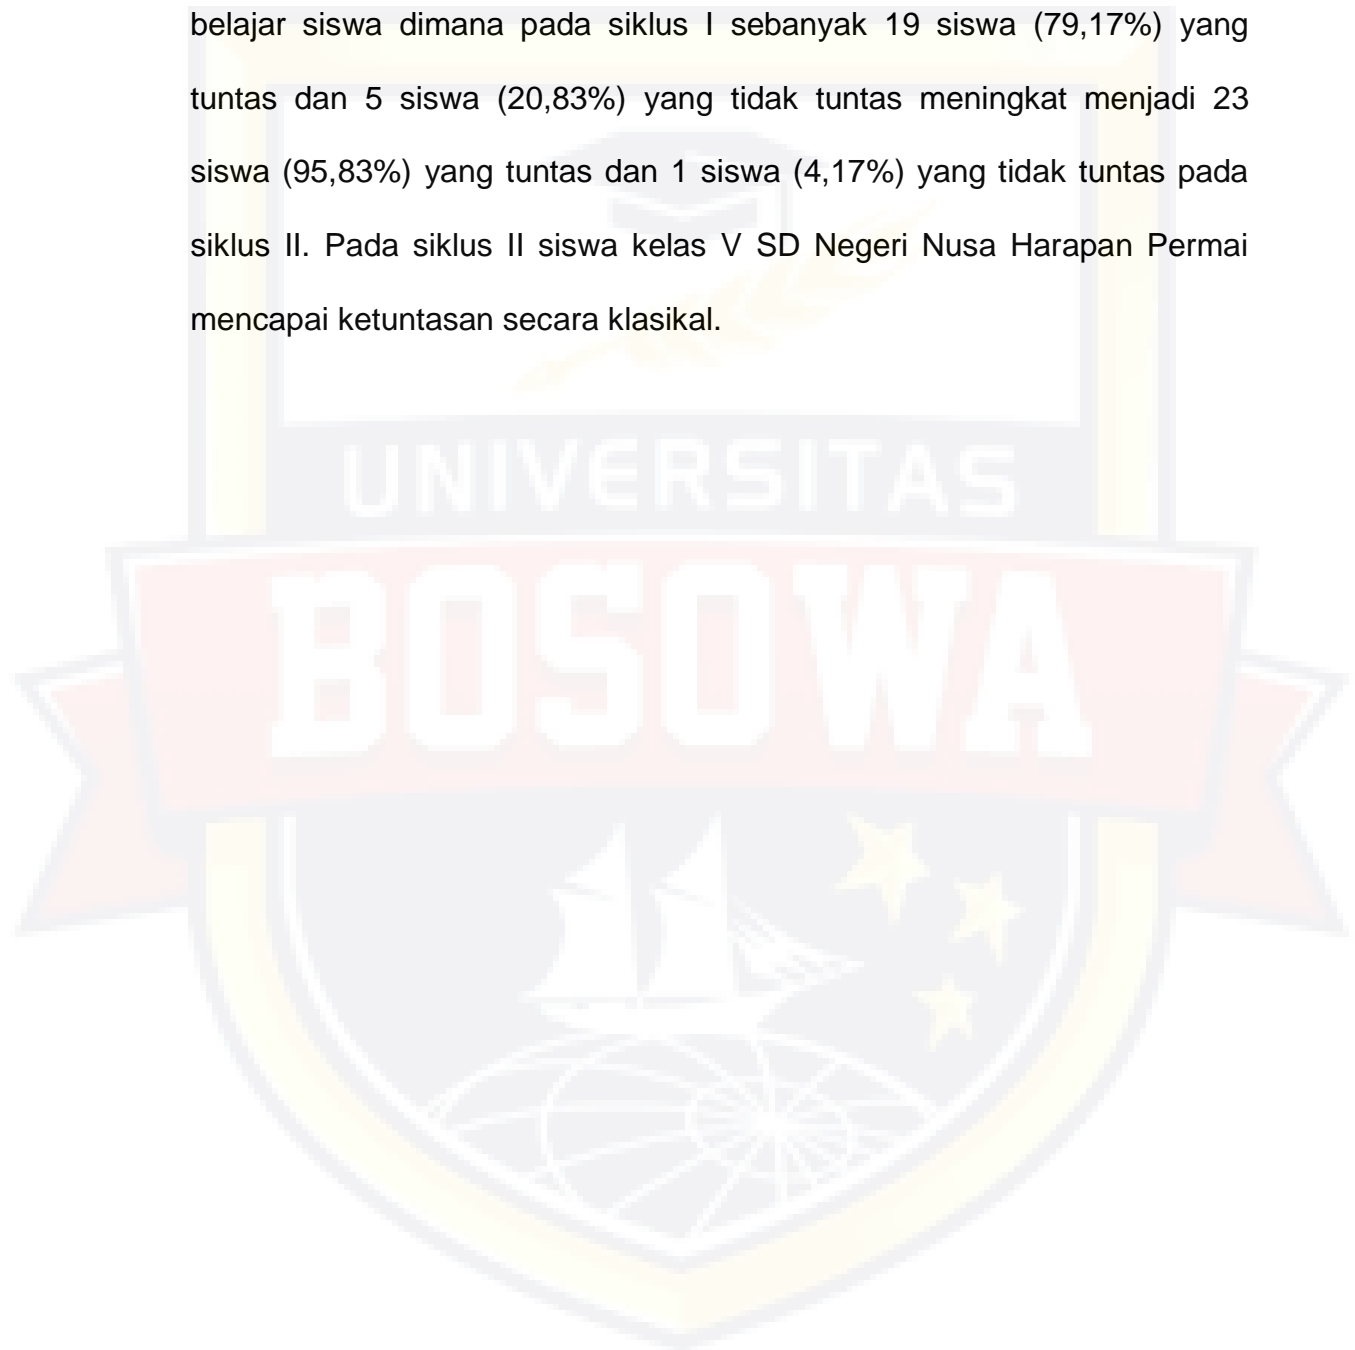 belajar siswa dimana pada siklus I sebanyak 19 siswa (79,17%) yang
tuntas dan 5 siswa (20,83%) yang tidak tuntas meningkat menjadi 23
siswa (95,83%) yang tuntas dan 1 siswa (4,17%) yang tidak tuntas pada
siklus II. Pada siklus II siswa kelas V SD Negeri Nusa Harapan Permai
mencapai ketuntasan secara klasikal.
UNIVERSITAS
BOSOWA